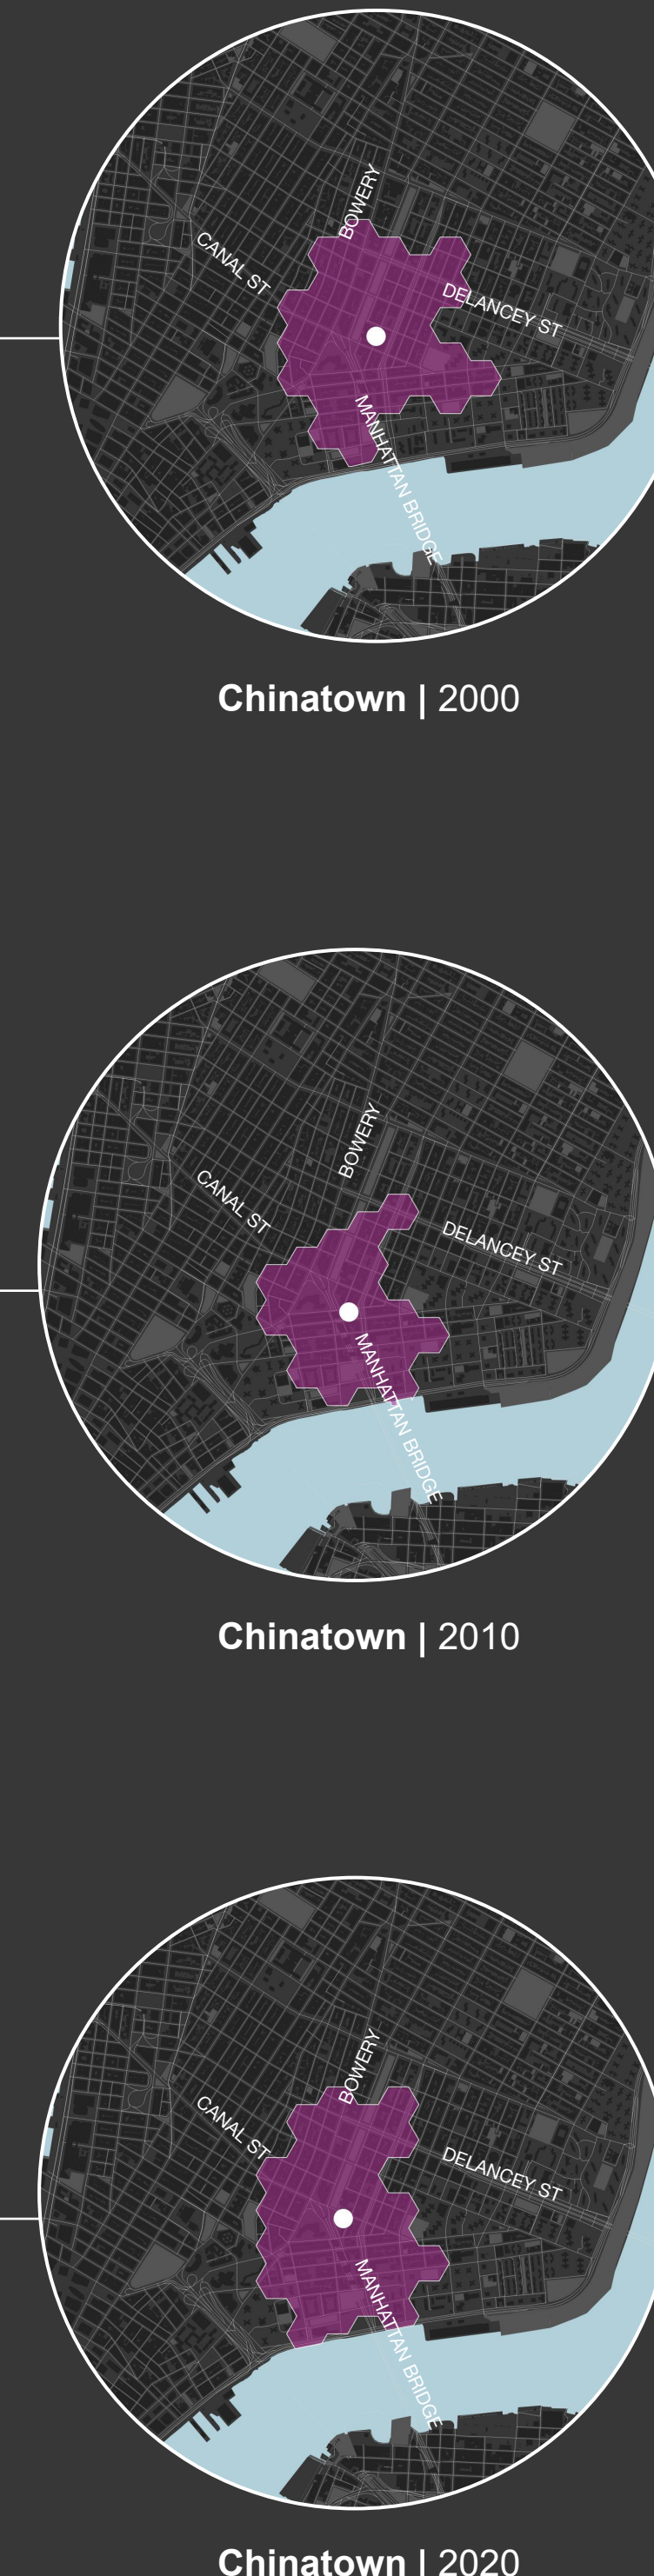 BOWERY
CANAL ST
DELANCEY ST
MANHATTAN BRIDGE
Chinatown | 2000
BOWERY
CANAL ST
DELANCEY ST
MANHATTAN BRIDGE
Chinatown | 2010
BOWERY
CANAL ST
DELANCEY ST
MANHATTAN BRIDGE
Chinatown | 2020